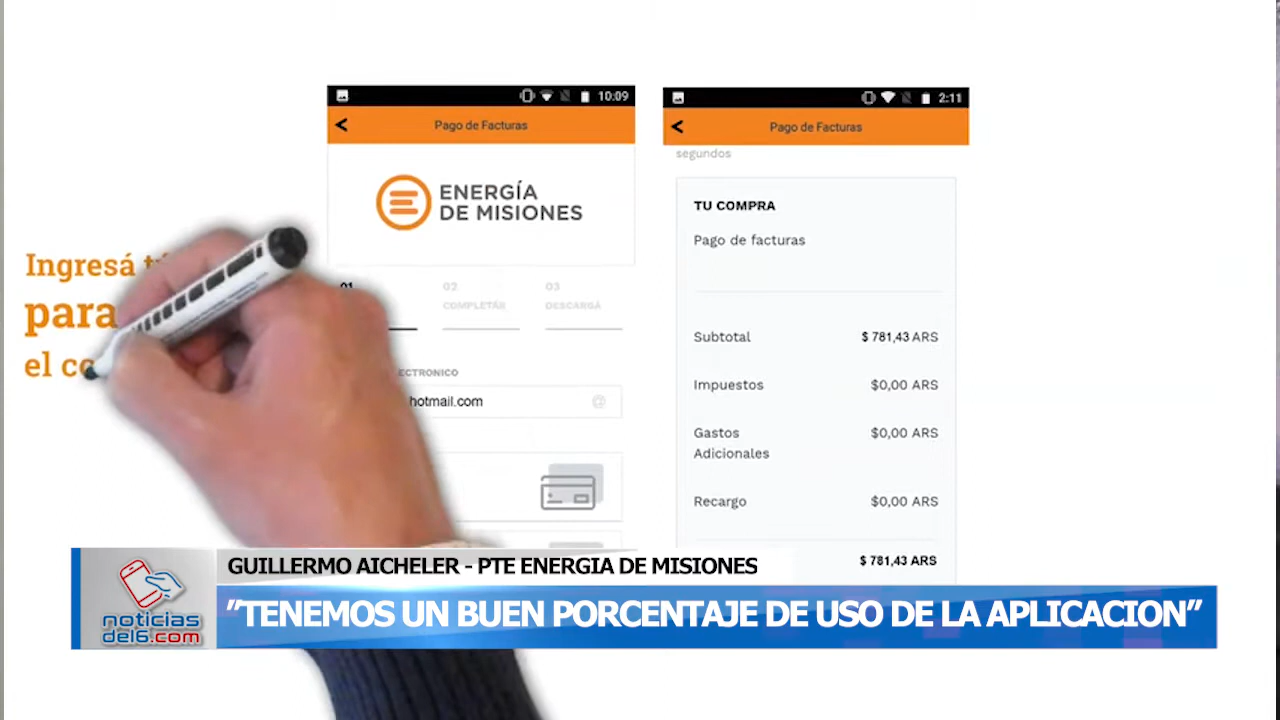 Ingresá
para
el
10:09
Pago de Facturas
ENERGÍA
DE MISIONES
01
02
03
COMPLETÁS
DESCARGÁ
hotmail.com
@
2:11
Pago de Facturas
segundos
TU COMPRA
Pago de facturas
Subtotal $ 781,43 ARS
Impuestos $0,00 ARS
Gastos
Adicionales $0,00 ARS
Recargo $0,00 ARS
$ 781,43 ARS
GUILLERMO AICHELER - PTE ENERGIA DE MISIONES
"TENEMOS UN BUEN PORCENTAJE DE USO DE LA APLICACION"
noticias
del6.com